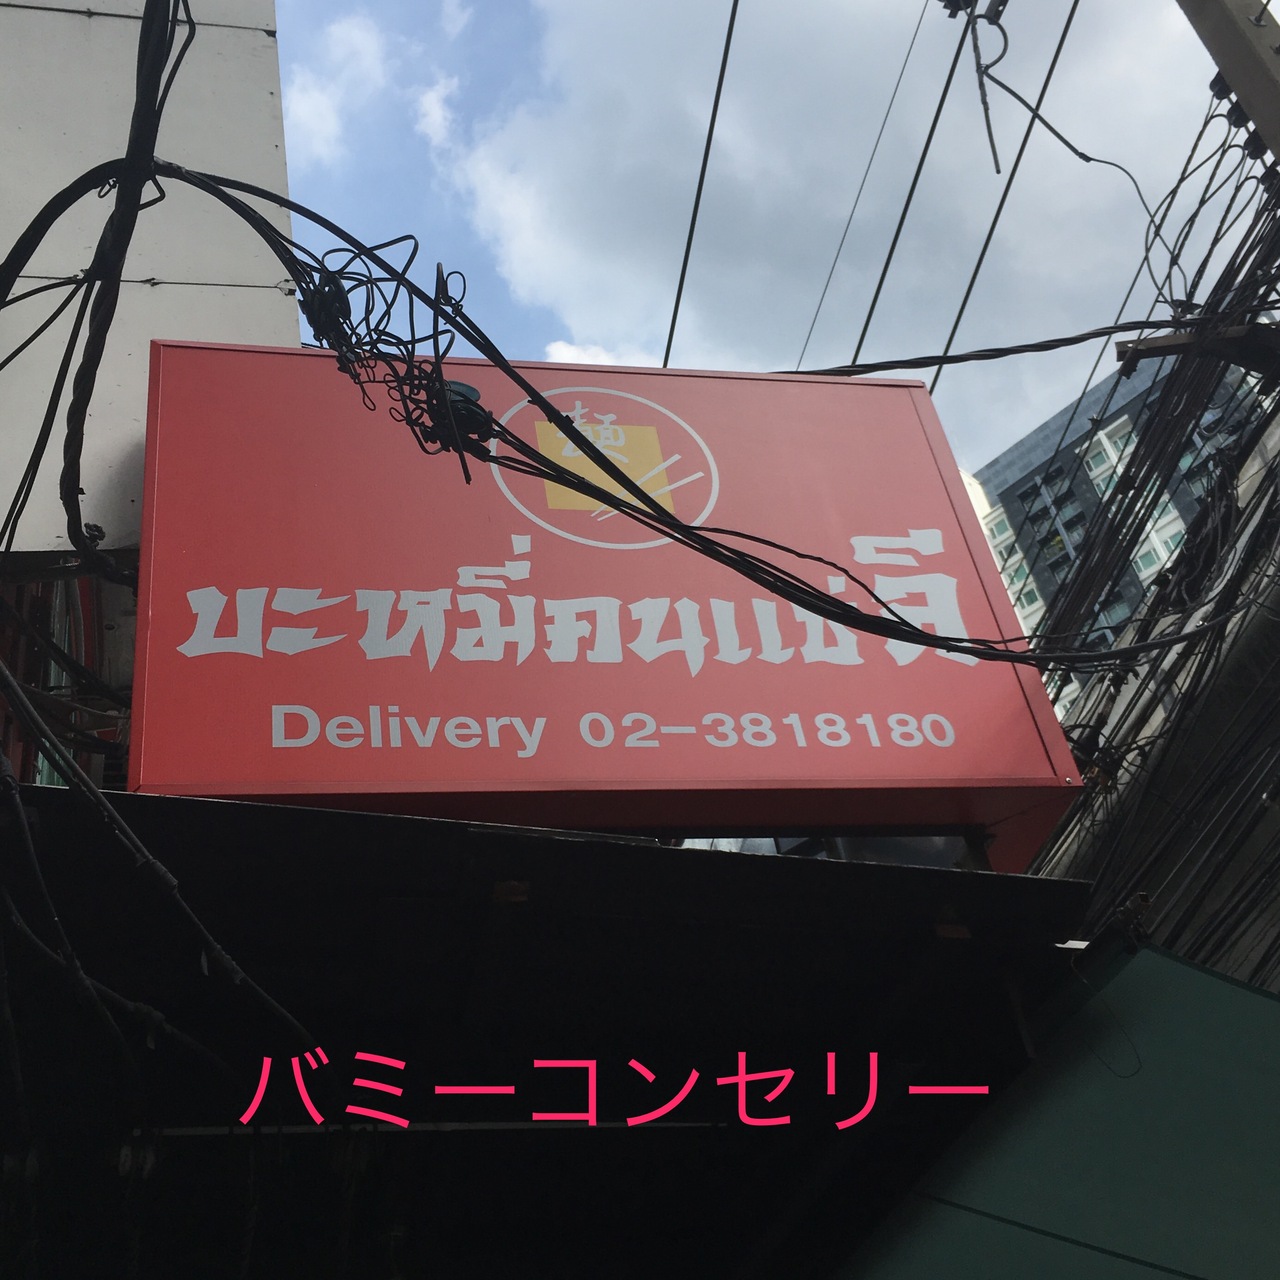 麺
บะหมี่คนแซ่ลี
Delivery 02-3818180
バミーコンセリー